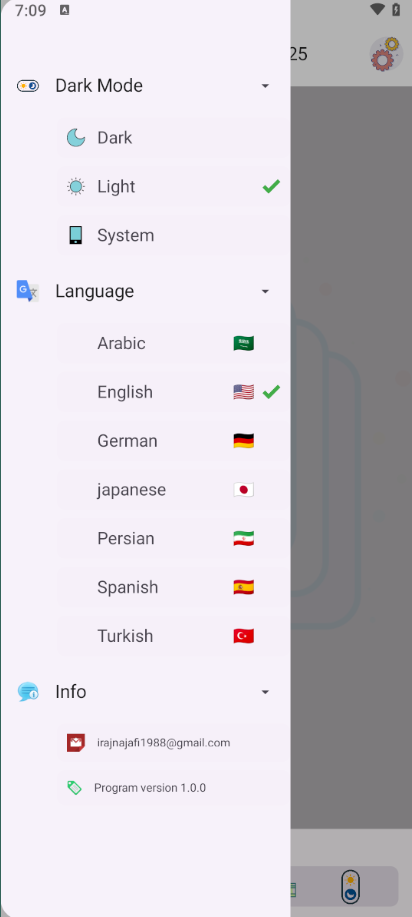 7:09
25
Dark Mode
Dark
Light
System
Language
Arabic
English
German
japanese
Persian
Spanish
Turkish
Info
irajnajafi1988@gmail.com
Program version 1.0.0